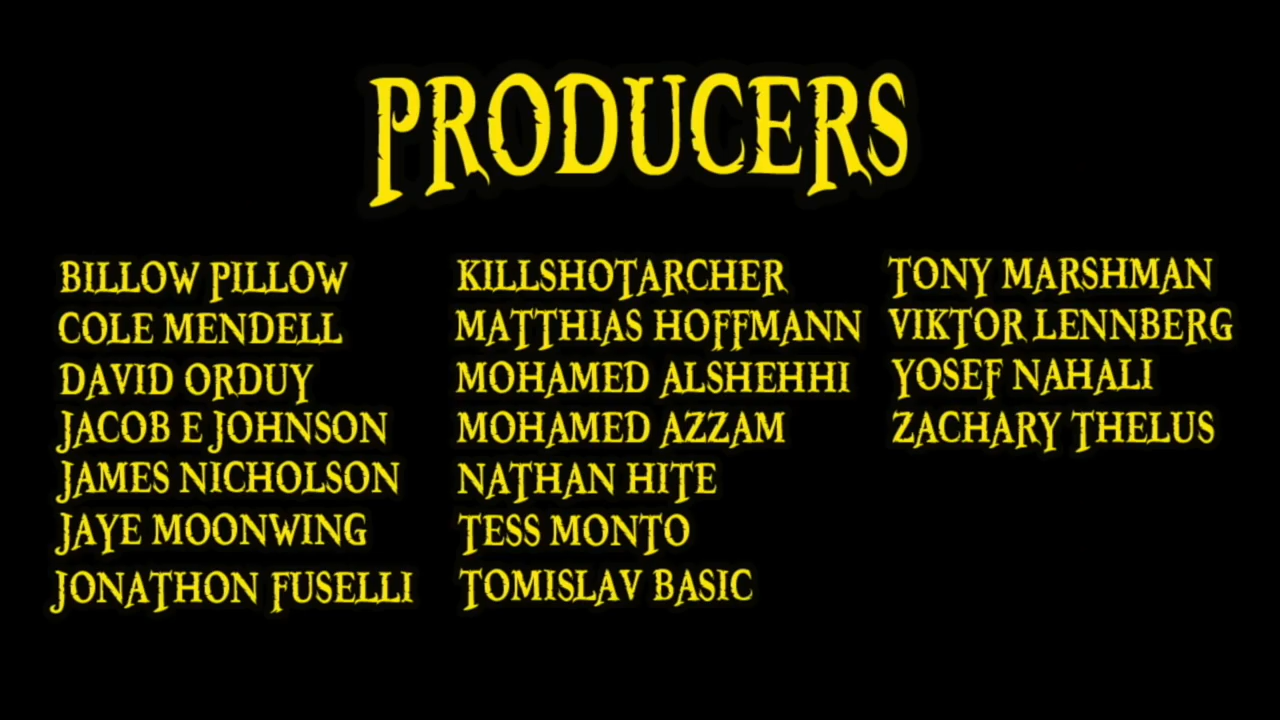 PRODUCERS
BILLOW PILLOW
COLE MENDELL
DAVID ORDUY
JACOB E JOHNSON
JAMES NICHOLSON
JAYE MOONWING
JONATHON FUSELLI
KILLSHOTARCHER
MATTHIAS HOFFMANN
MOHAMED ALSHEHHI
MOHAMED AZZAM
NATHAN HITE
TESS MONTO
TOMISLAV BASIC
TONY MARSHMAN
VIKTOR LENNBERG
YOSEF NAHALI
ZACHARY THELUS